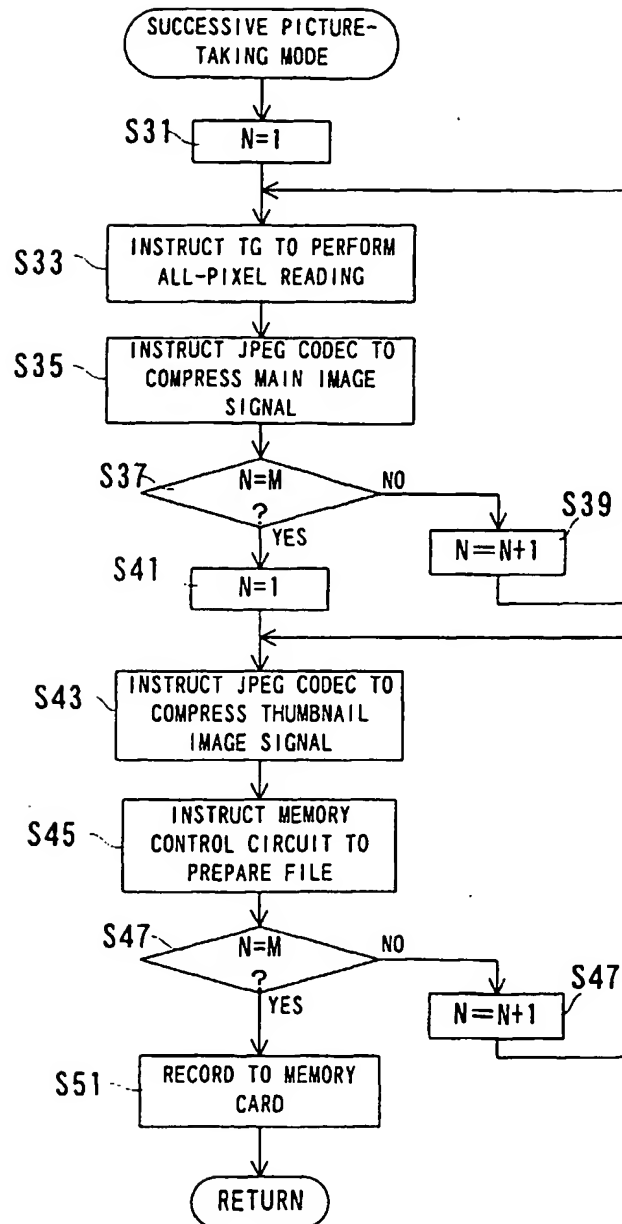 SUCCESSIVE PICTURE-
TAKING MODE
S31
N=1
S33
INSTRUCT TG TO PERFORM
ALL-PIXEL READING
S35
INSTRUCT JPEG CODEC TO
COMPRESS MAIN IMAGE
SIGNAL
S37
N=M
?
NO
YES
S39
N=N+1
S41
N=1
S43
INSTRUCT JPEG CODEC TO
COMPRESS THUMBNAIL
IMAGE SIGNAL
S45
INSTRUCT MEMORY
CONTROL CIRCUIT TO
PREPARE FILE
S47
N=M
?
NO
YES
S47
N=N+1
S51
RECORD TO MEMORY
CARD
RETURN